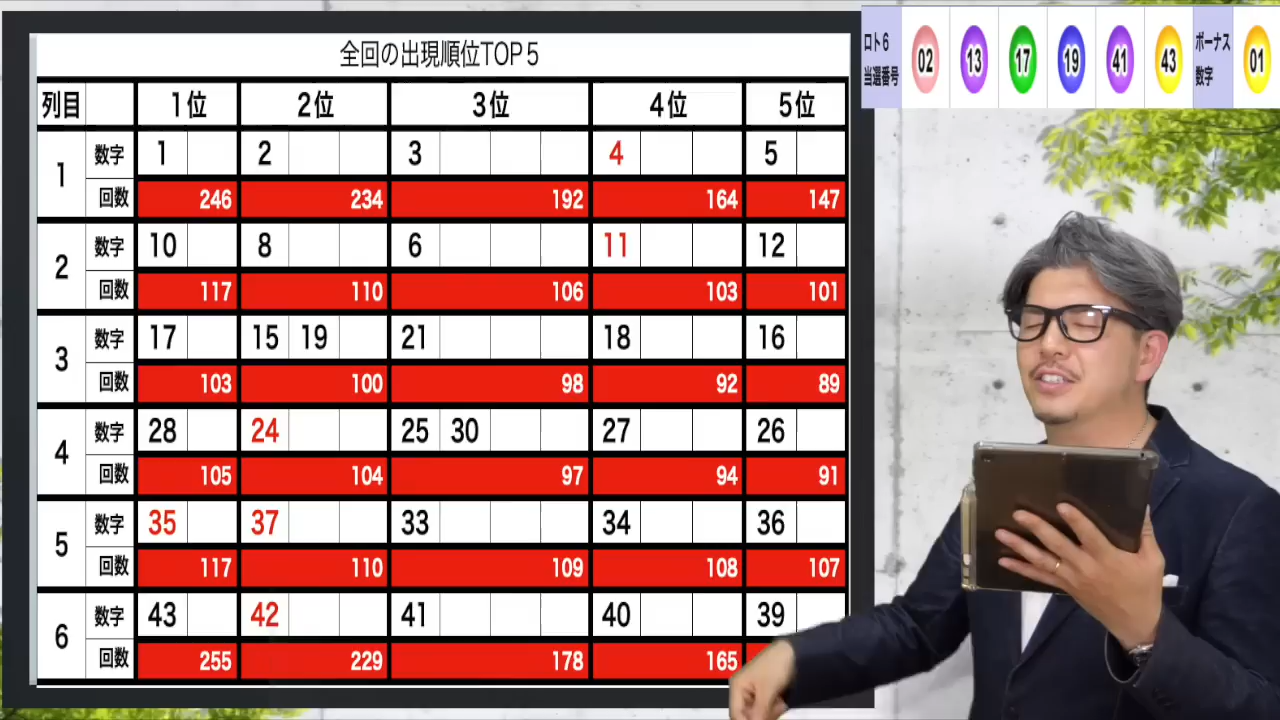 全回の出現順位TOP5
列目 1位 2位 3位 4位 5位
1 数字 1 2 3 4 5
回数 246 234 192 164 147
2 数字 10 8 6 11 12
回数 117 110 106 103 101
3 数字 17 15 19 21 18 16
回数 103 100 98 92 89
4 数字 28 24 25 30 27 26
回数 105 104 97 94 91
5 数字 35 37 33 34 36
回数 117 110 109 108 107
6 数字 43 42 41 40 39
回数 255 229 178 165
ロト6 当選番号 02 13 17 19 41 43 ボーナス数字 01